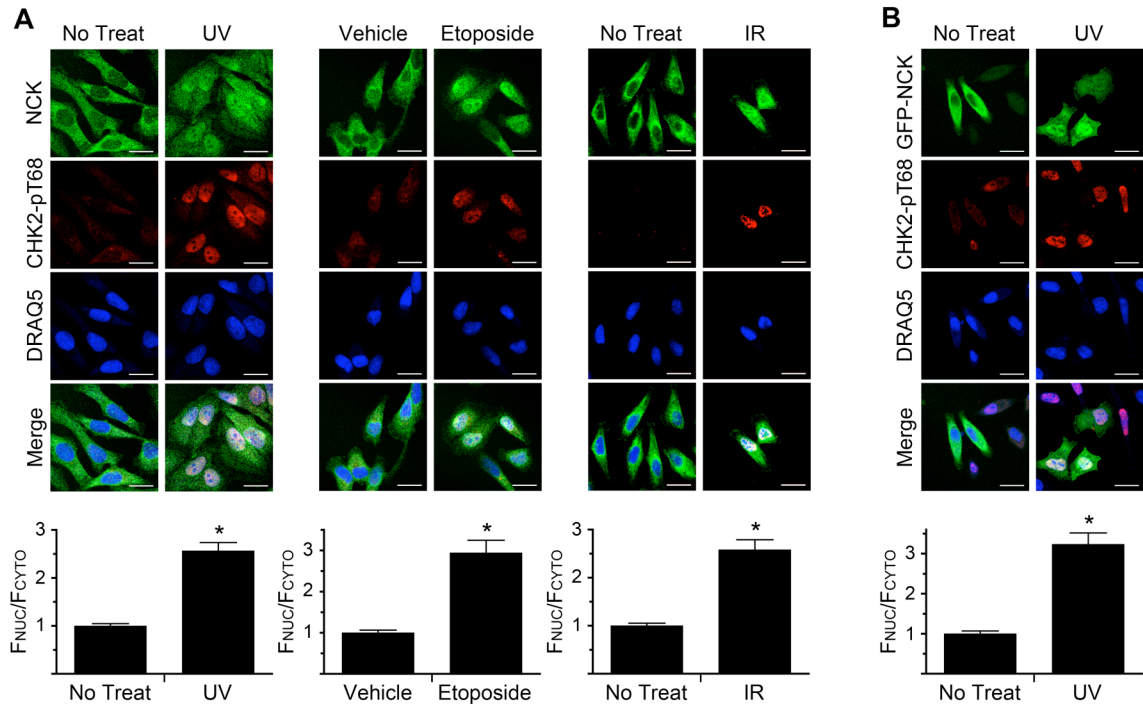 A
B
No Treat UV Vehicle Etoposide No Treat IR No Treat UV
NCK
GFP-NCK
CHK2-pT68
CHK2-pT68
DRAQ5
DRAQ5
Merge
Merge
FNUC/FCYTO
3
2
1
*
No Treat UV
FNUC/FCYTO
3
2
1
*
Vehicle Etoposide
FNUC/FCYTO
3
2
1
*
No Treat IR
FNUC/FCYTO
3
2
1
*
No Treat UV